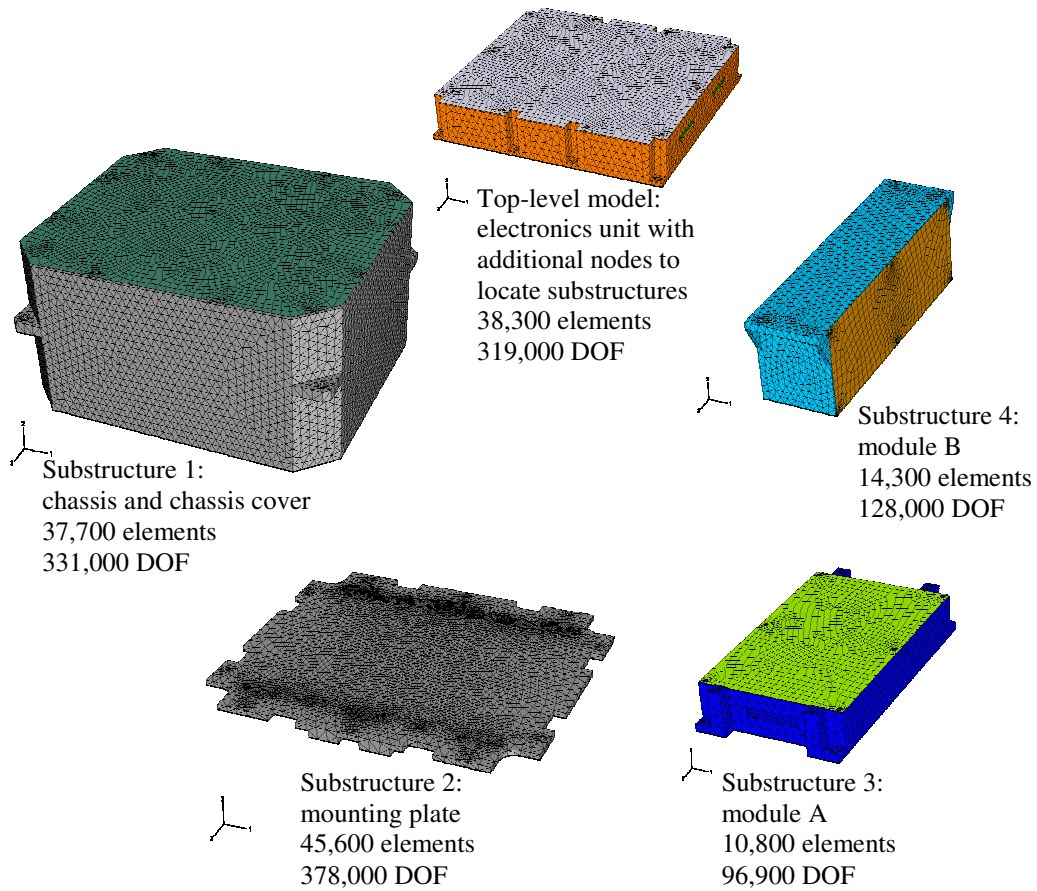 Top-level model:
electronics unit with
additional nodes to
locate substructures
38,300 elements
319,000 DOF
Substructure 4:
module B
14,300 elements
128,000 DOF
Substructure 1:
chassis and chassis cover
37,700 elements
331,000 DOF
Substructure 2:
mounting plate
45,600 elements
378,000 DOF
Substructure 3:
module A
10,800 elements
96,900 DOF